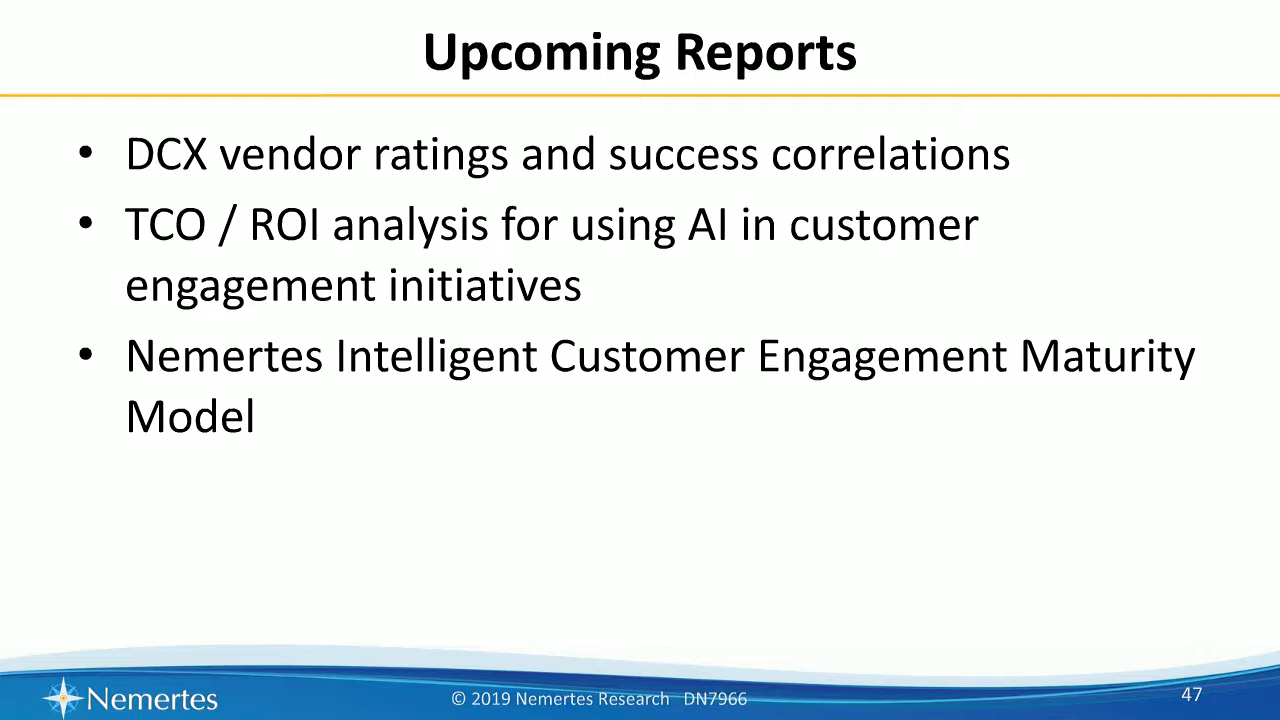 Upcoming Reports
• DCX vendor ratings and success correlations
• TCO / ROI analysis for using AI in customer
engagement initiatives
• Nemertes Intelligent Customer Engagement Maturity
Model
Nemertes
© 2019 Nemertes Research DN7966
47